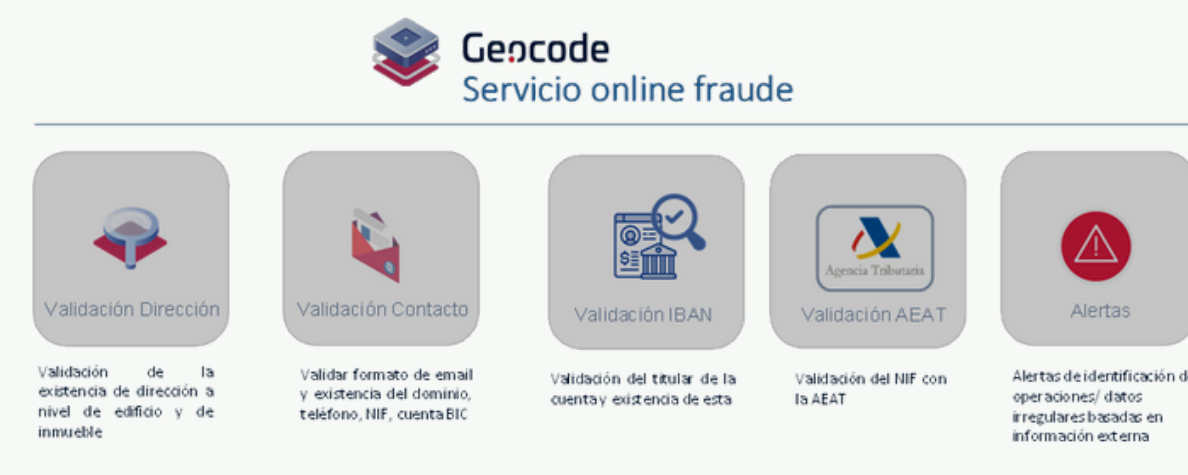 Geocode
Servicio online fraude
Validación Dirección
Validación de la
existencia de dirección a
nivel de edificio y de
inmueble
Validación Contacto
Validar formato de email
y existencia del dominio,
teléfono, NIF, cuenta BIC
Validación IBAN
Validación del titular de la
cuenta y existencia de esta
Agencia Tributaria
Validación AEAT
Validación del NIF con
la AEAT
Alertas
Alertas de identificación d
operaciones/ datos
irregulares basadas en
información externa